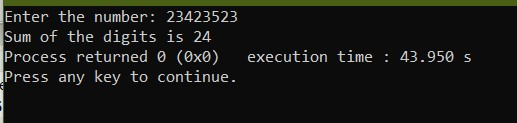 Enter the number: 23423523
Sum of the digits is 24
Process returned 0 (0x0)   execution time : 43.950 s
Press any key to continue.